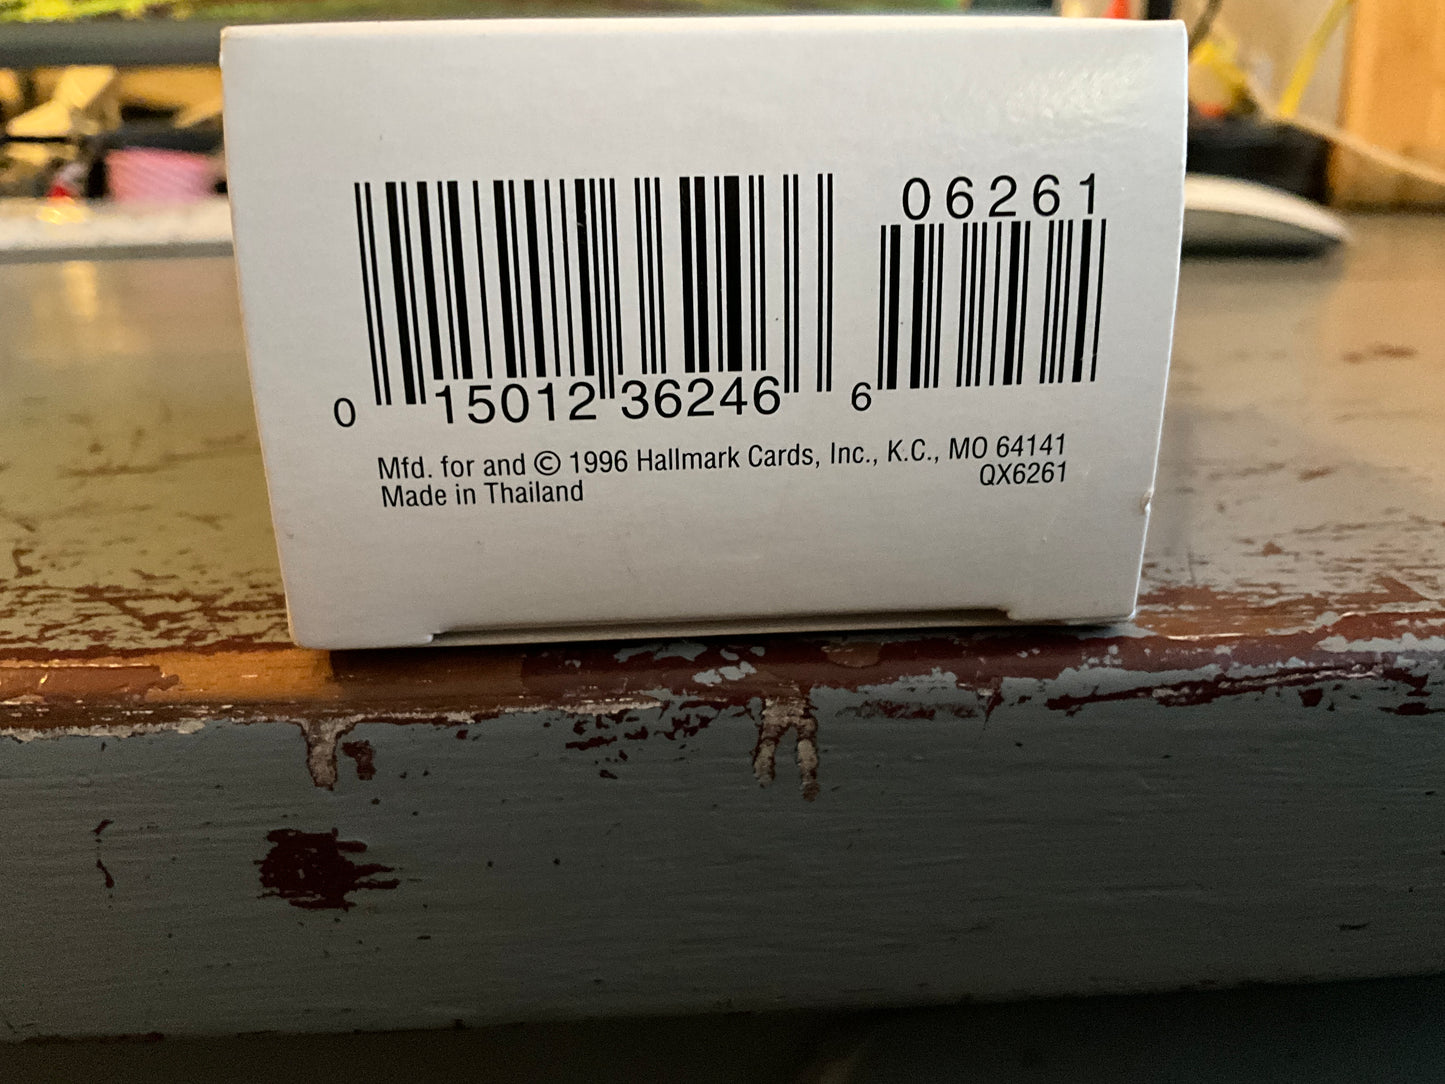 06261
0 15012 36246 6
Mfd. for and © 1996 Hallmark Cards, Inc., K.C., MO 64141
QX6261
Made in Thailand